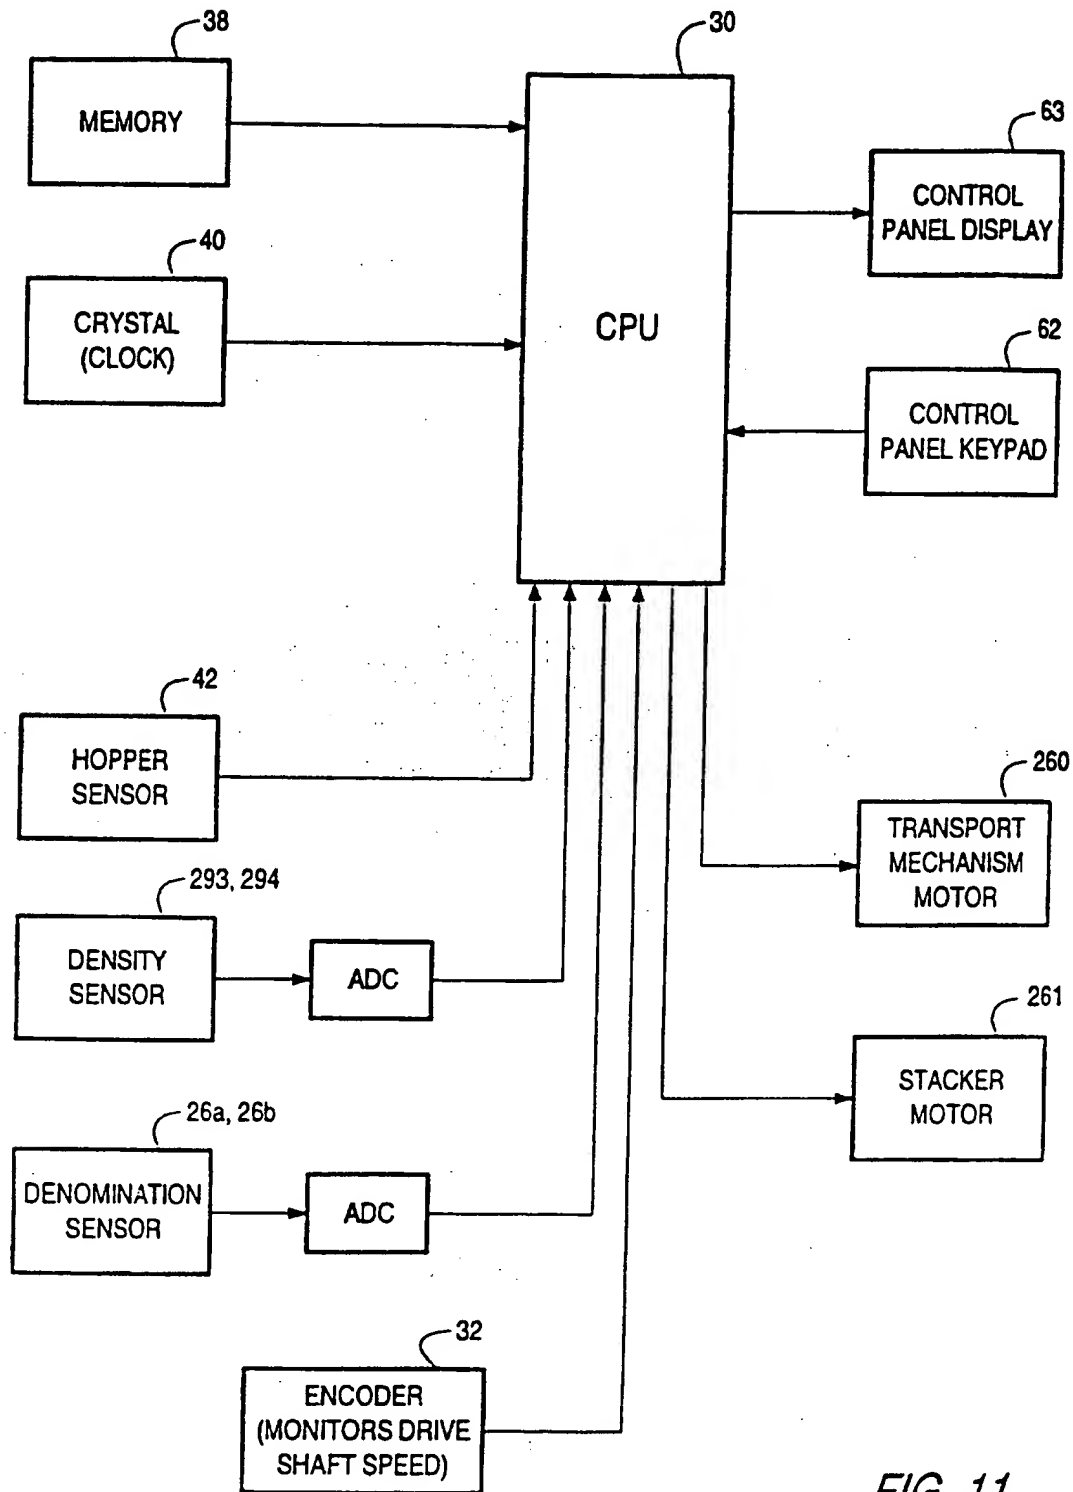 38
MEMORY
30
CPU
63
CONTROL
PANEL DISPLAY
40
CRYSTAL
(CLOCK)
62
CONTROL
PANEL KEYPAD
42
HOPPER
SENSOR
260
TRANSPORT
MECHANISM
MOTOR
293, 294
DENSITY
SENSOR
ADC
261
STACKER
MOTOR
26a, 26b
DENOMINATION
SENSOR
ADC
32
ENCODER
(MONITORS DRIVE
SHAFT SPEED)
FIG. 11